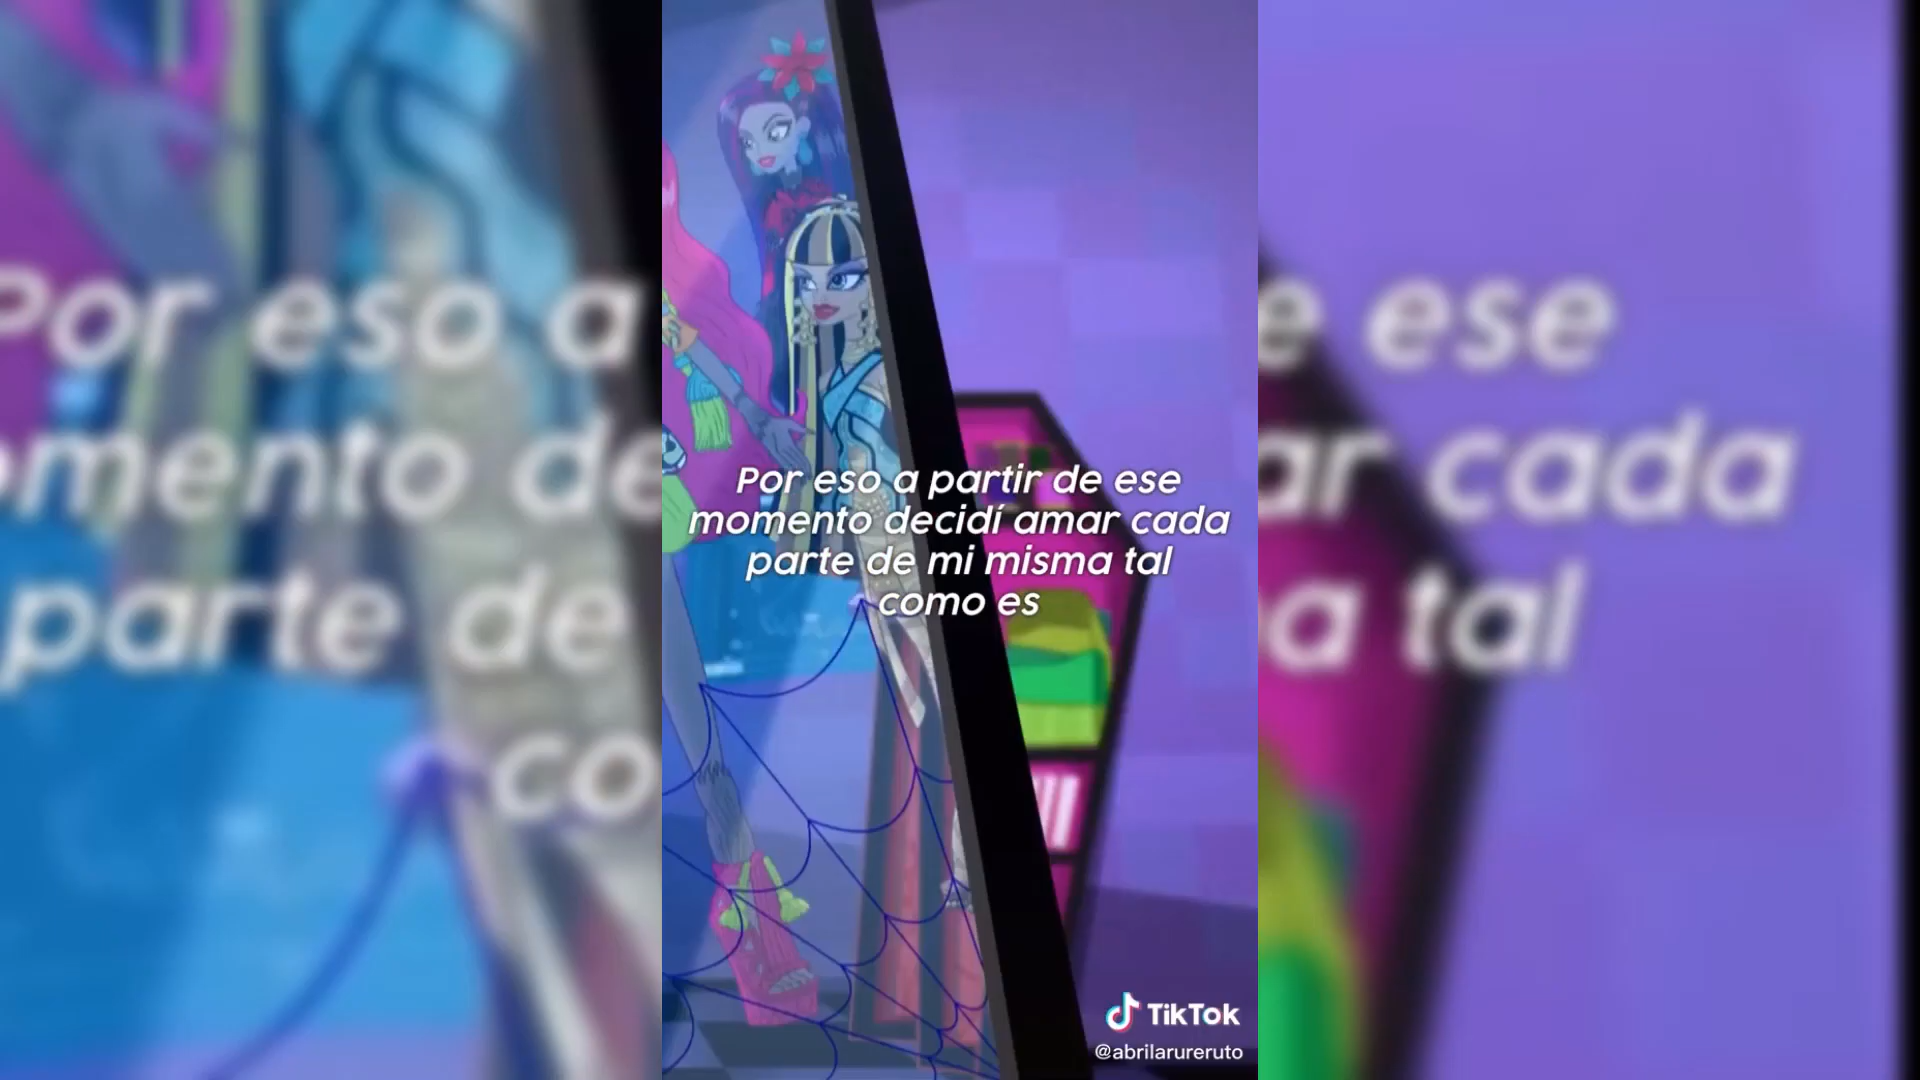 Por eso a partir de ese
momento decidí amar cada
parte de mi misma tal
como es
TikTok
@abrilarureruto